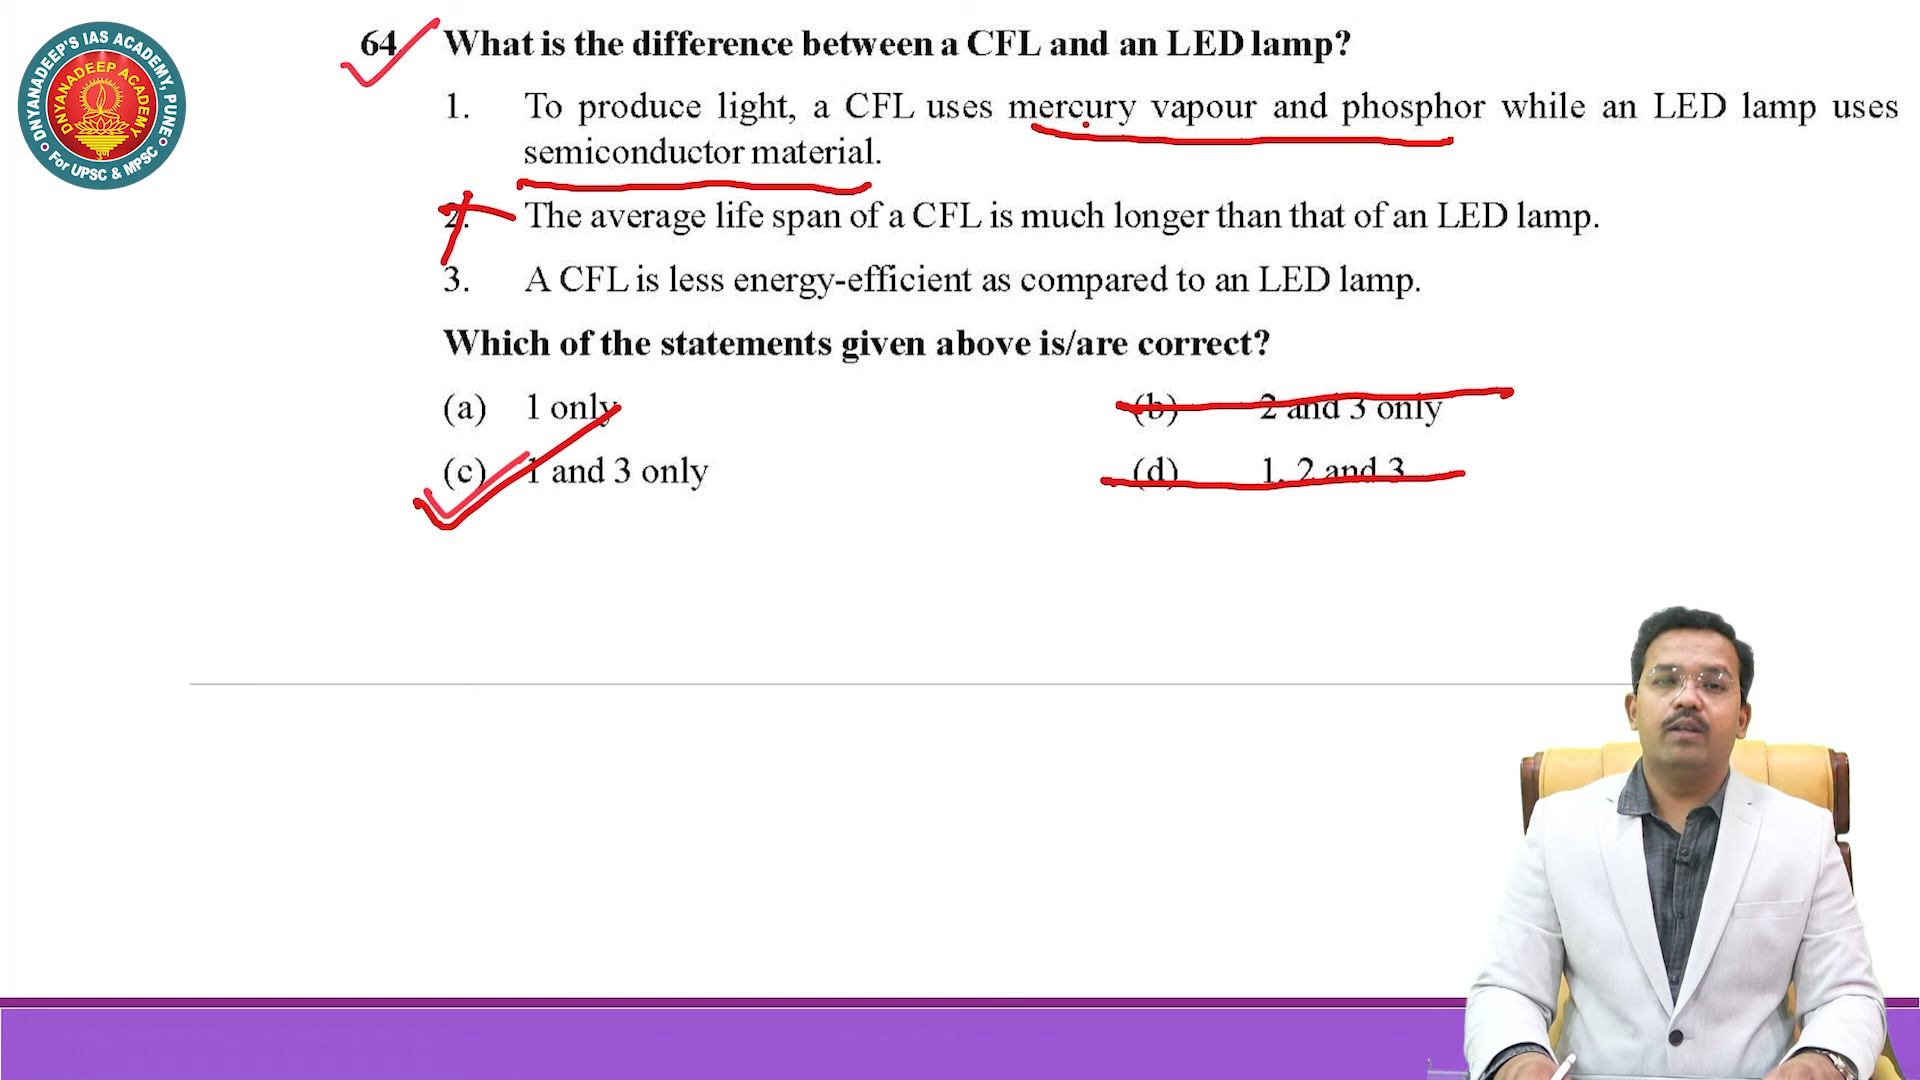 DNYANADEEP'S IAS ACADEMY, PUNE
DNYANADEEP ACADEMY
पुणे
For UPSC & MPSC
64. What is the difference between a CFL and an LED lamp?
1. To produce light, a CFL uses mercury vapour and phosphor while an LED lamp uses
semiconductor material.
2. The average life span of a CFL is much longer than that of an LED lamp.
3. A CFL is less energy-efficient as compared to an LED lamp.
Which of the statements given above is/are correct?
(a) 1 only (b) 2 and 3 only
(c) 1 and 3 only (d) 1, 2 and 3